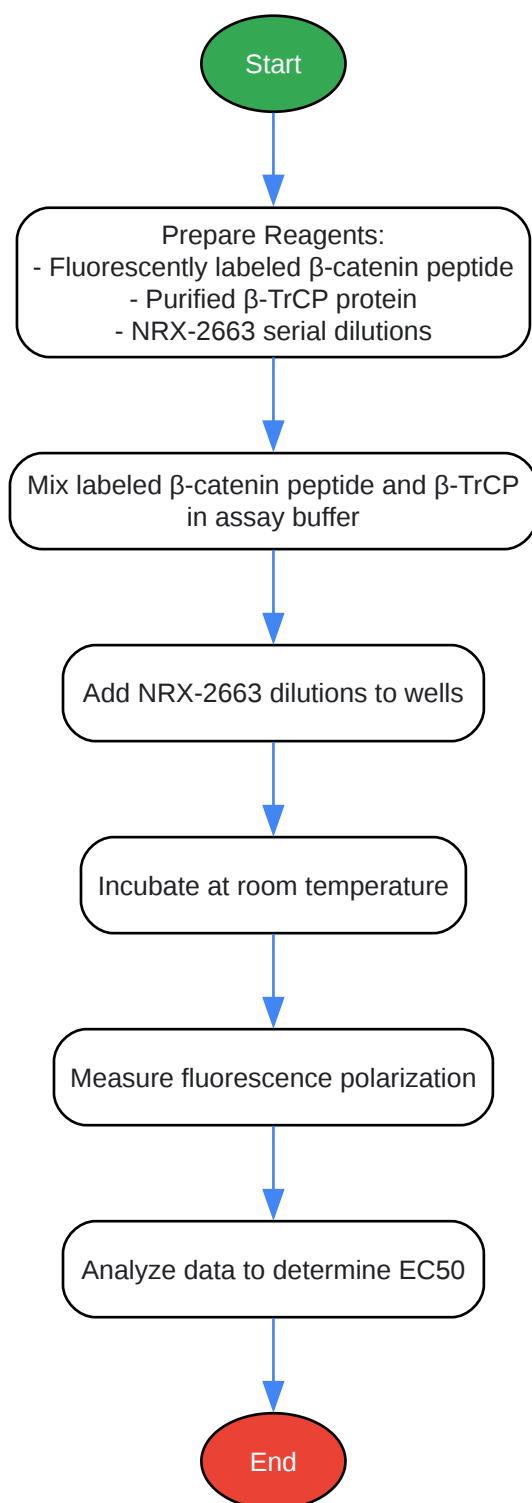 Start
Prepare Reagents:
- Fluorescently labeled β-catenin peptide
- Purified β-TrCP protein
- NRX-2663 serial dilutions
Mix labeled β-catenin peptide and β-TrCP
in assay buffer
Add NRX-2663 dilutions to wells
Incubate at room temperature
Measure fluorescence polarization
Analyze data to determine EC50
End